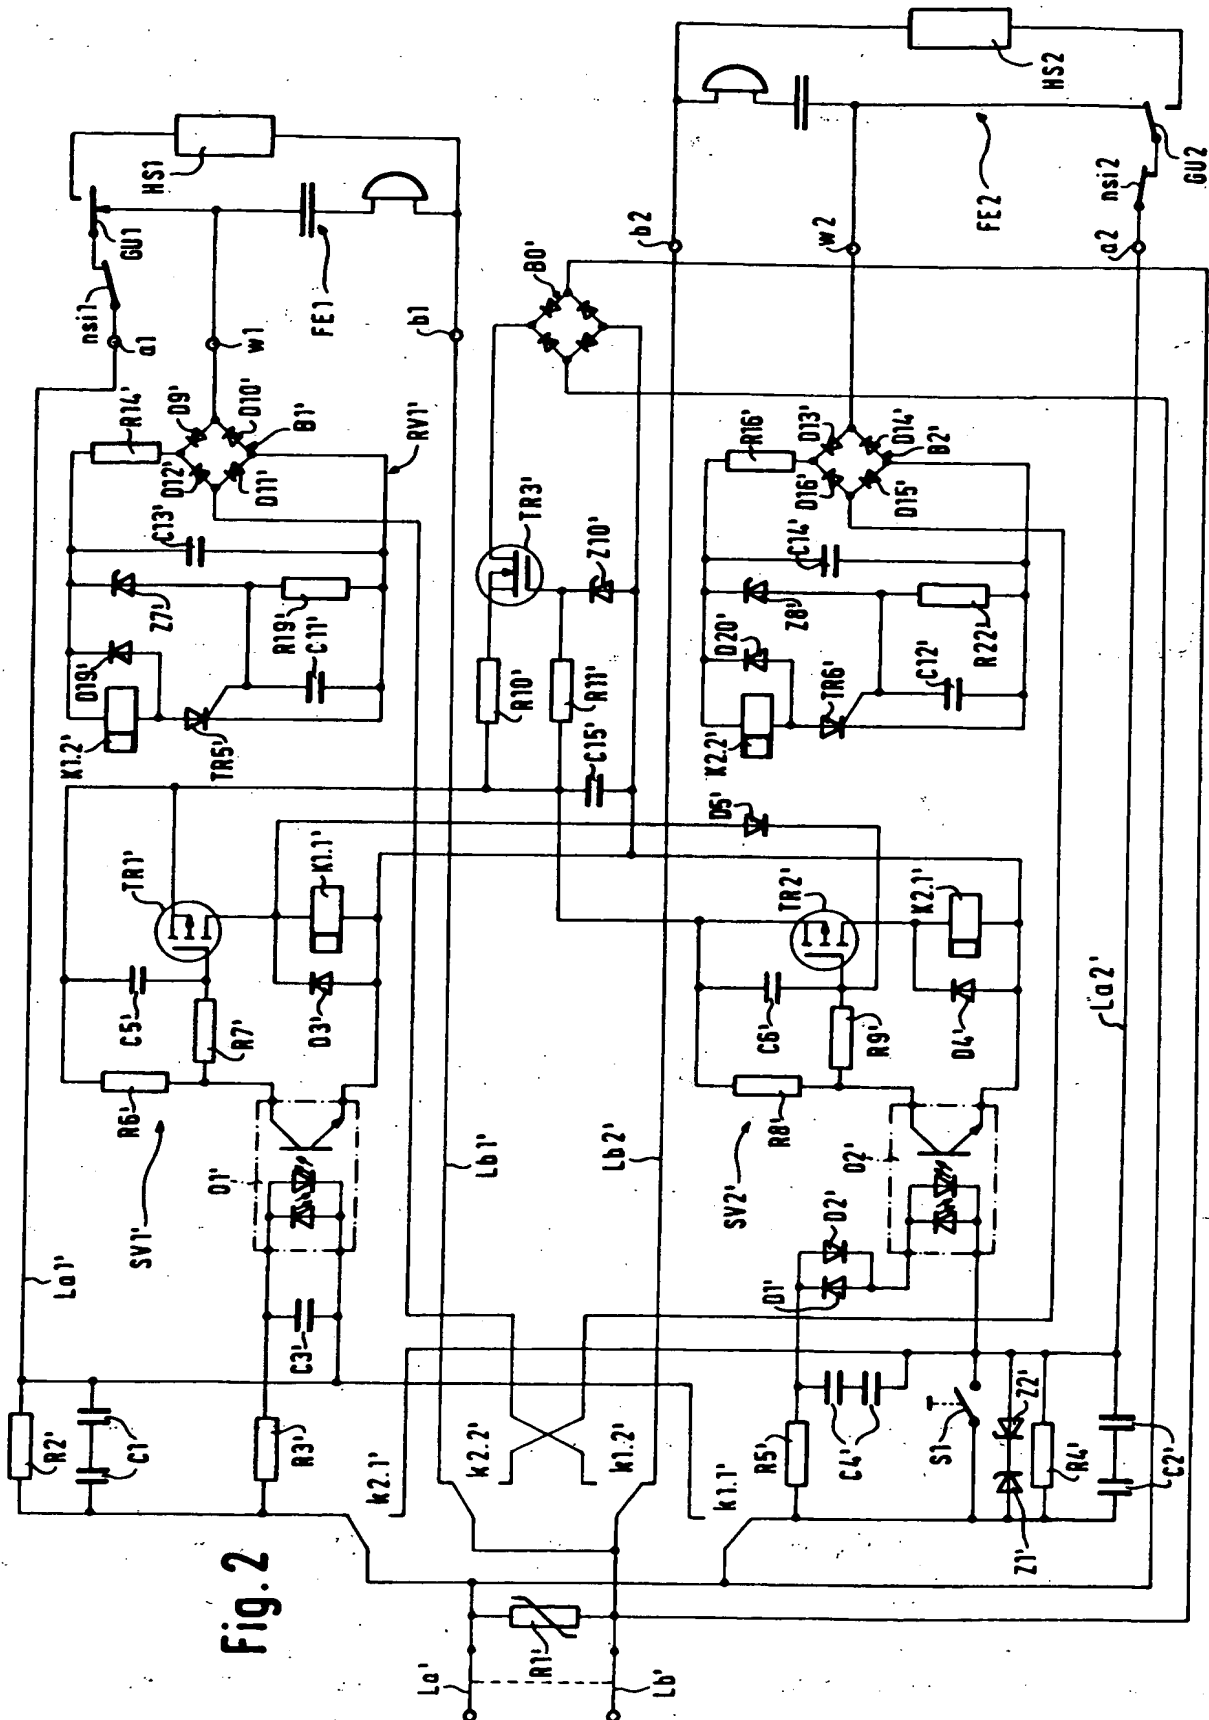 Fig. 2
La'
Lb'
R1'
R2'
C1
R3'
k2.1'
k2.2'
k1.2'
k1.1'
R5'
C4'
S1
Z1'
Z2'
R4'
C2'
La1'
SV1'
C3'
O1'
R6'
C5'
R7'
TR1'
D3'
K1.1'
Lb1'
Lb2'
SV2'
D1'
D2'
O2'
R8'
C6'
R9'
TR2'
D4'
K2.1'
La2'
D5'
K1.2'
D19'
Z7'
C13'
R14'
TR5'
R19'
C11'
D9'
D10'
D11'
D12'
B1'
RV1'
R10'
R11'
C15'
TR3'
Z10'
B0'
K2.2'
D20'
Z8'
C14'
R16'
TR6'
C12'
R22'
D13'
D14'
D15'
D16'
B2'
nsi1
a1
GU1
w1
HS1
FE1
b1
b2
w2
a2
nsi2
GU2
FE2
HS2